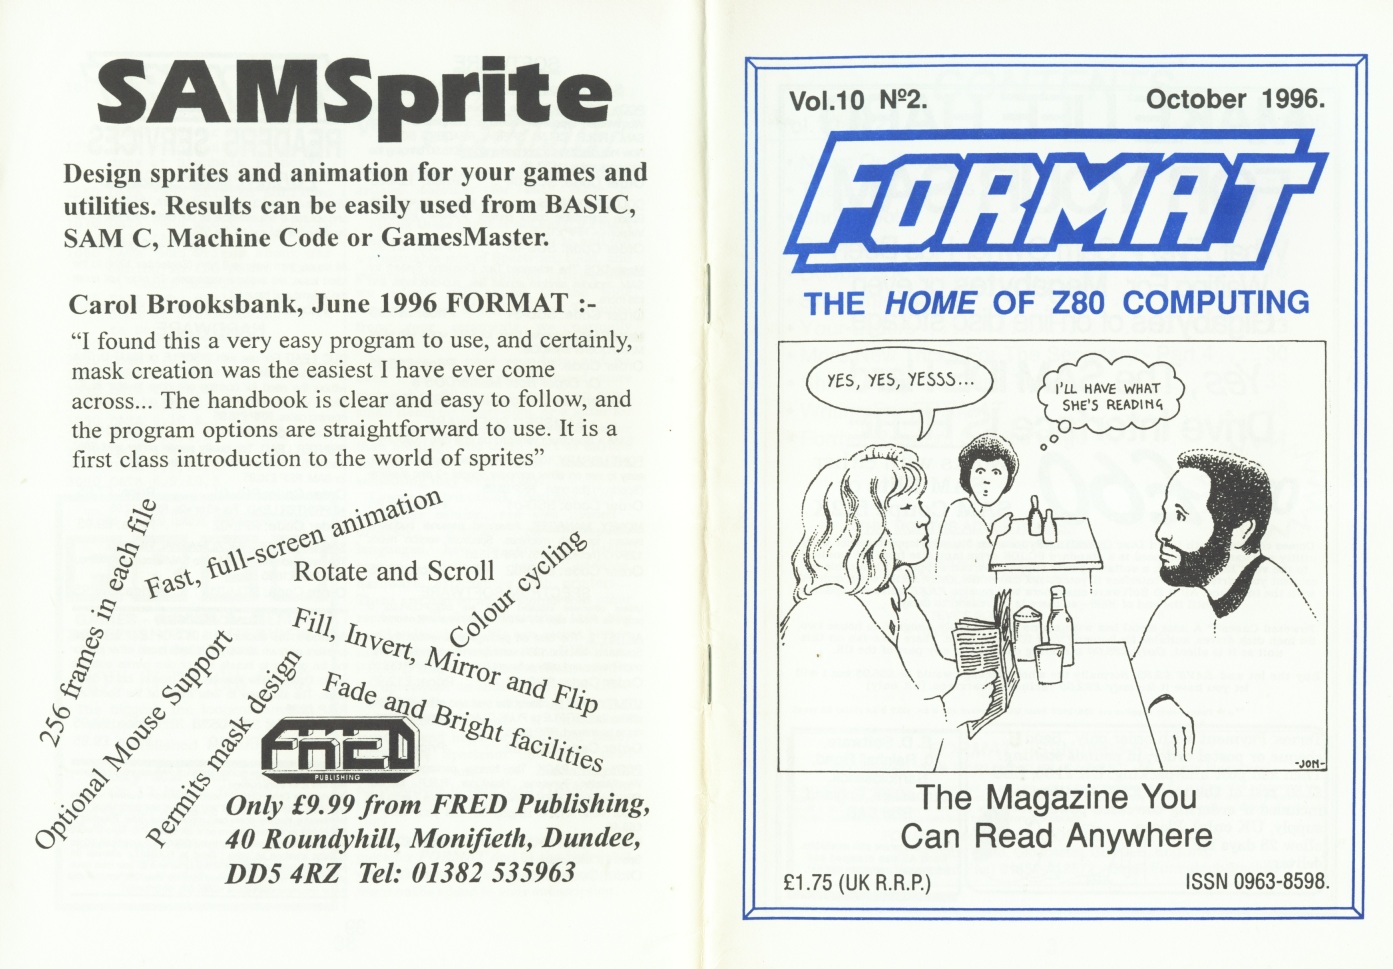 SAMSprite
Design sprites and animation for your games and
utilities. Results can be easily used from BASIC,
SAM C, Machine Code or GamesMaster.
Carol Brooksbank, June 1996 FORMAT :-
“I found this a very easy program to use, and certainly,
mask creation was the easiest I have ever come
across... The handbook is clear and easy to follow, and
the program options are straightforward to use. It is a
first class introduction to the world of sprites”
256 frames in each file
Fast, full-screen animation
Rotate and Scroll
Colour cycling
Optional Mouse Support
Permits mask design
Fill, Invert, Mirror and Flip
Fade and Bright facilities
FRED
PUBLISHING
Only £9.99 from FRED Publishing,
40 Roundyhill, Monifieth, Dundee,
DD5 4RZ Tel: 01382 535963
Vol.10 Nº2.
October 1996.
FORMAT
THE HOME OF Z80 COMPUTING
YES, YES, YESSS...
I'LL HAVE WHAT
SHE'S READING
-JON-
The Magazine You
Can Read Anywhere
£1.75 (UK R.R.P.)
ISSN 0963-8598.